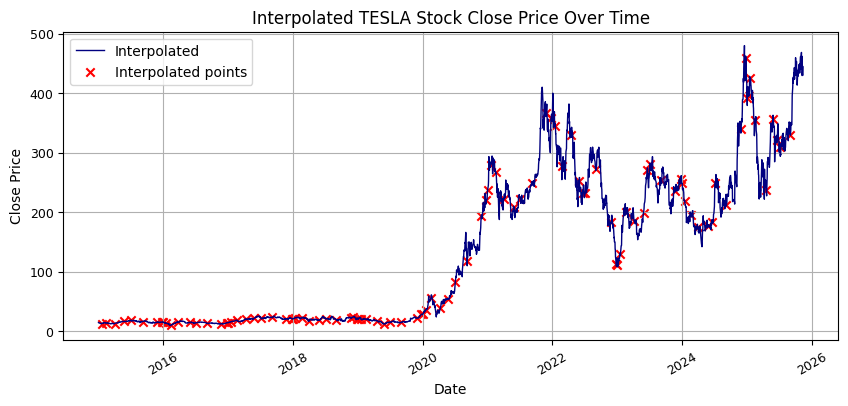 Interpolated TESLA Stock Close Price Over Time
500
400
300
200
100
0
Close Price
Interpolated
Interpolated points
2016
2018
2020
2022
2024
2026
Date